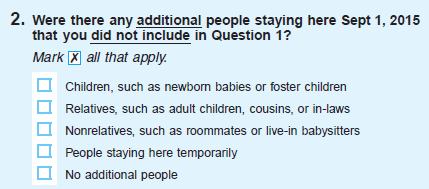 2. Were there any additional people staying here Sept 1, 2015
that you did not include in Question 1?
Mark X all that apply.
Children, such as newborn babies or foster children
Relatives, such as adult children, cousins, or in-laws
Nonrelatives, such as roommates or live-in babysitters
People staying here temporarily
No additional people